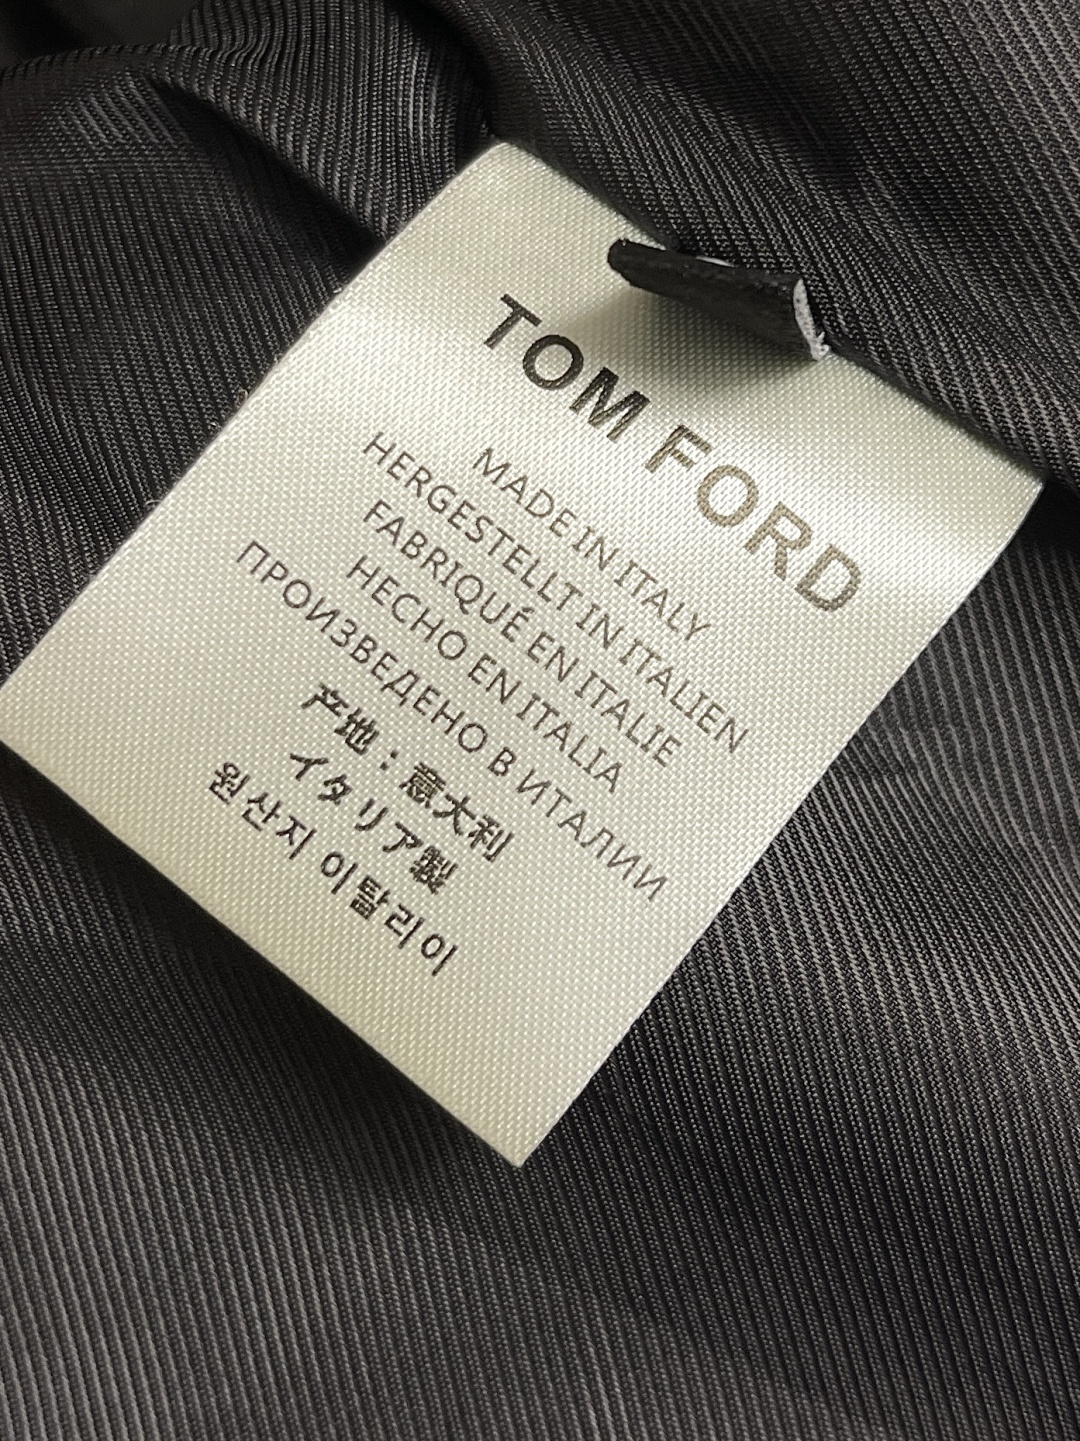 TOM FORD
MADE IN ITALY
HERGESTELLT IN ITALIEN
FABRIQUÉ EN ITALIE
HECHO EN ITALIA
ПРОИЗВЕДЕНО В ИТАЛИИ
产地：意大利
イタリア製
원산지 이탈리아